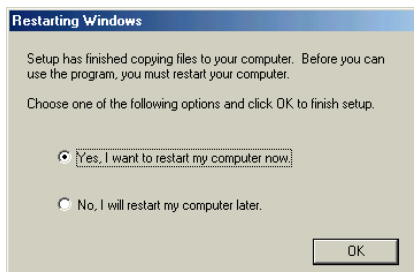 Restarting Windows
Setup has finished copying files to your computer. Before you can
use the program, you must restart your computer.
Choose one of the following options and click OK to finish setup.
Yes, I want to restart my computer now.
No, I will restart my computer later.
OK